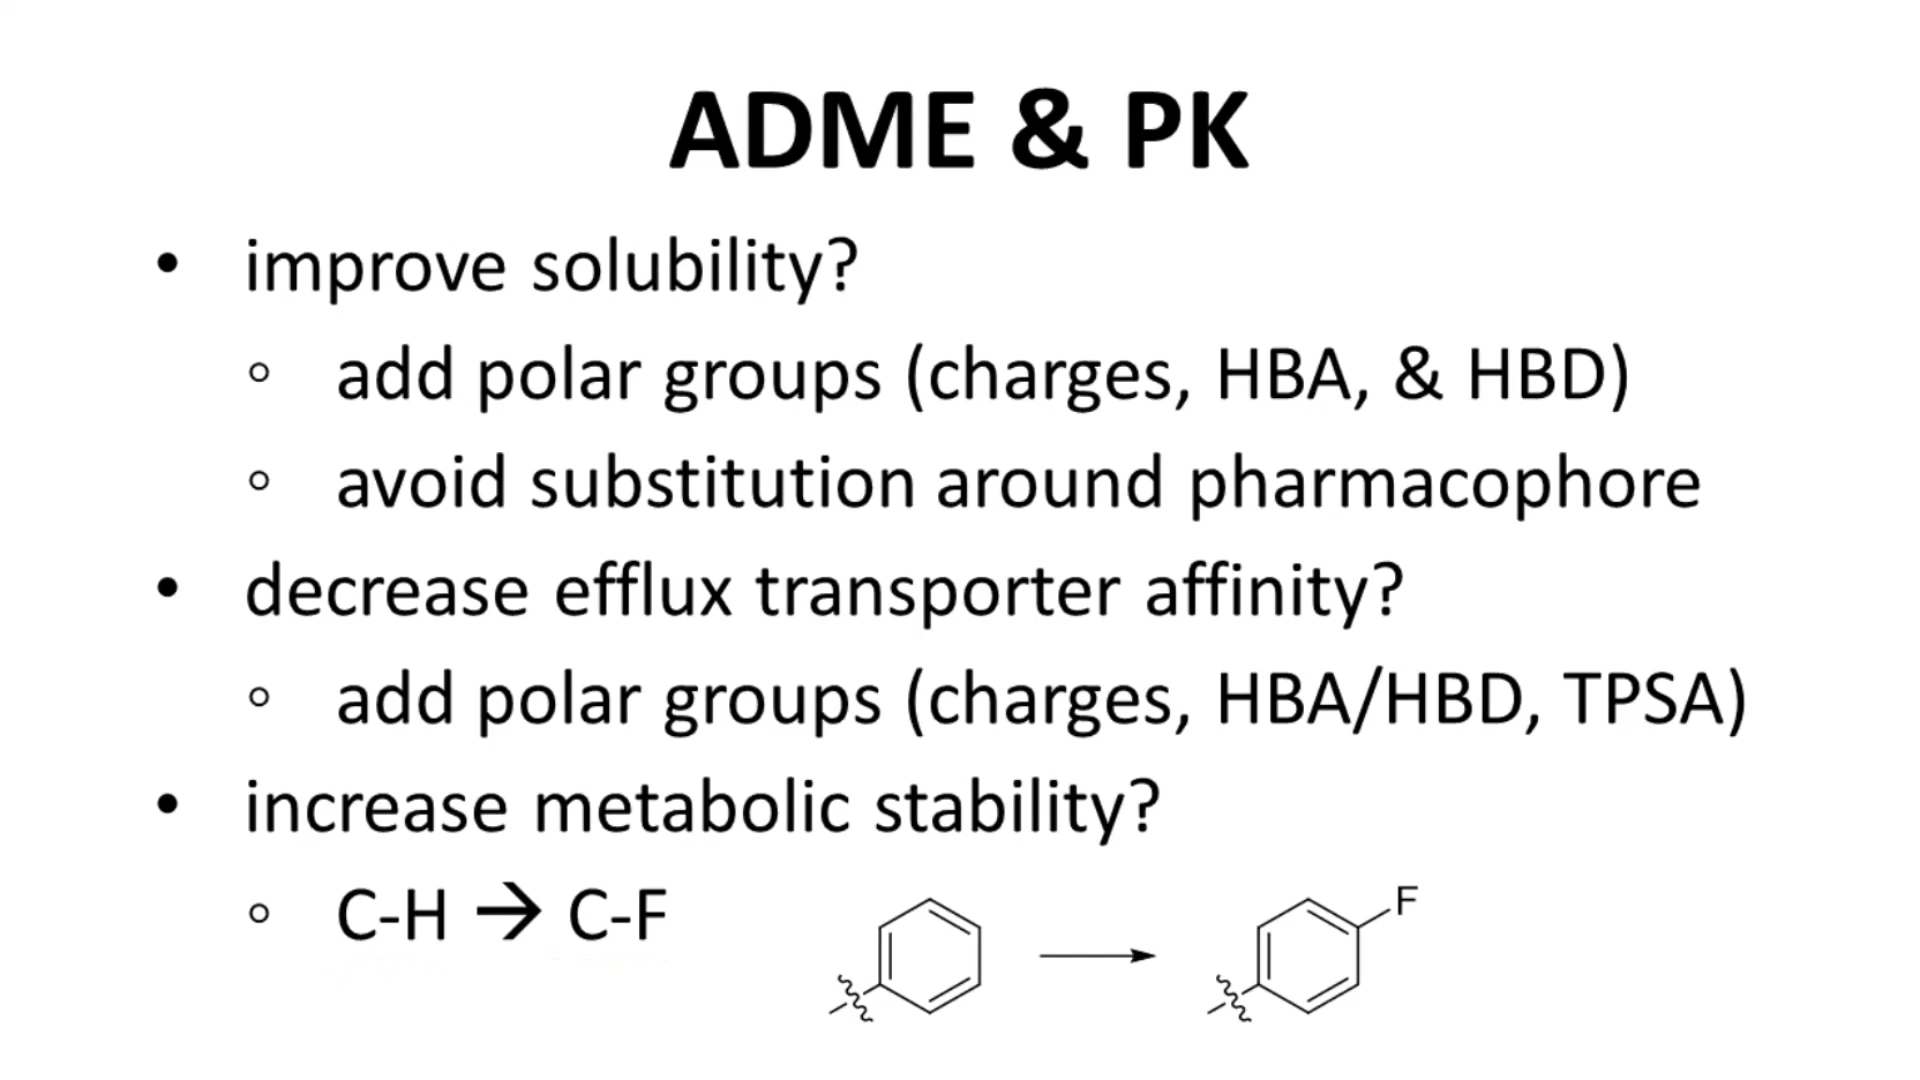 ADME & PK
• improve solubility?
◦ add polar groups (charges, HBA, & HBD)
◦ avoid substitution around pharmacophore
• decrease efflux transporter affinity?
◦ add polar groups (charges, HBA/HBD, TPSA)
• increase metabolic stability?
◦ C-H → C-F
F